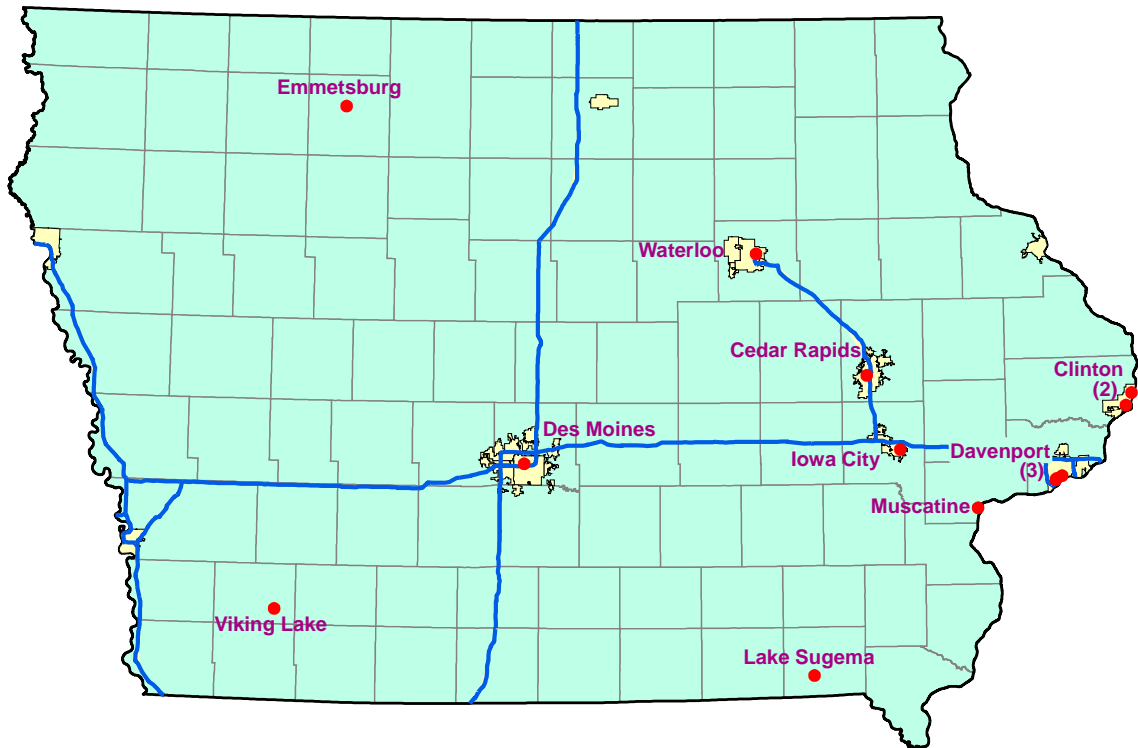 Emmetsburg
Waterloo
Cedar Rapids
Clinton
(2)
Des Moines
Iowa City
Davenport
(3)
Muscatine
Viking Lake
Lake Sugema